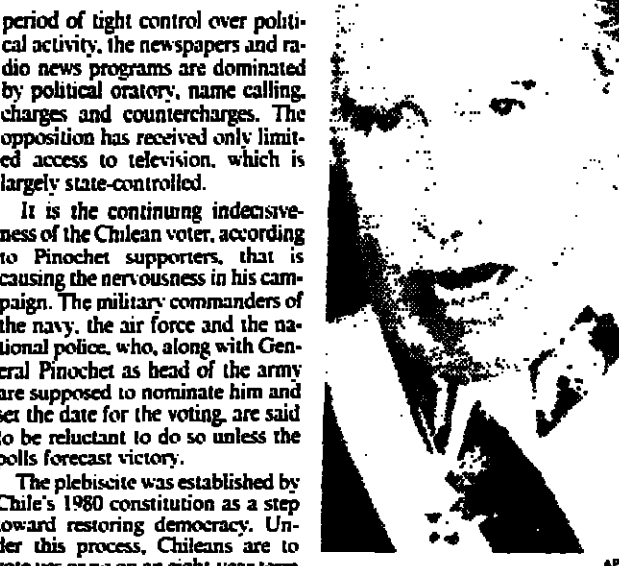 period of tight control over politi-
cal activity, the newspapers and ra-
dio news programs are dominated
by political oratory, name calling,
charges and countercharges. The
opposition has received only limit-
ed access to television, which is
largely state-controlled.
It is the continuing indecisive-
ness of the Chilean voter, according
to Pinochet supporters, that is
causing the nervousness in his cam-
paign. The military commanders of
the navy, the air force and the na-
tional police, who, along with Gen-
eral Pinochet as head of the army
are supposed to nominate him and
set the date for the voting, are said
to be reluctant to do so unless the
polls forecast victory.
The plebiscite was established by
Chile's 1980 constitution as a step
toward restoring democracy. Un-
der this process, Chileans are to
AP